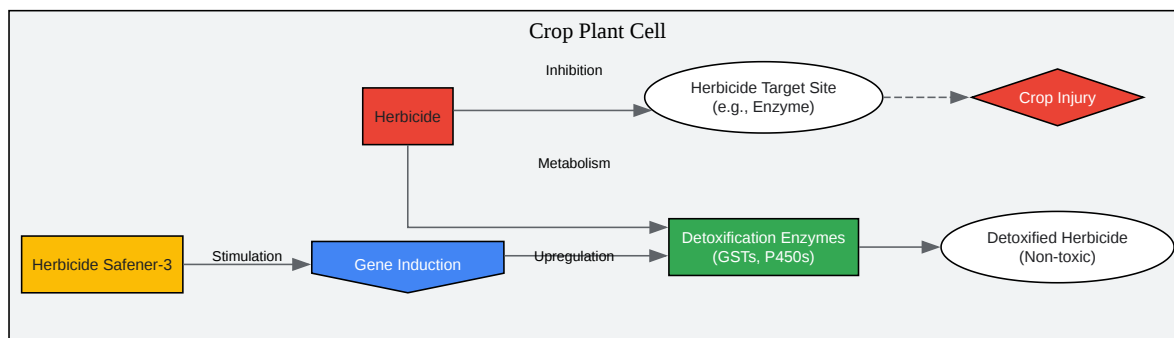 Crop Plant Cell
Inhibition
Herbicide Target Site
(e.g., Enzyme)
Crop Injury
Herbicide
Metabolism
Detoxification Enzymes
(GSTs, P450s)
Detoxified Herbicide
(Non-toxic)
Herbicide Safener-3
Stimulation
Gene Induction
Upregulation